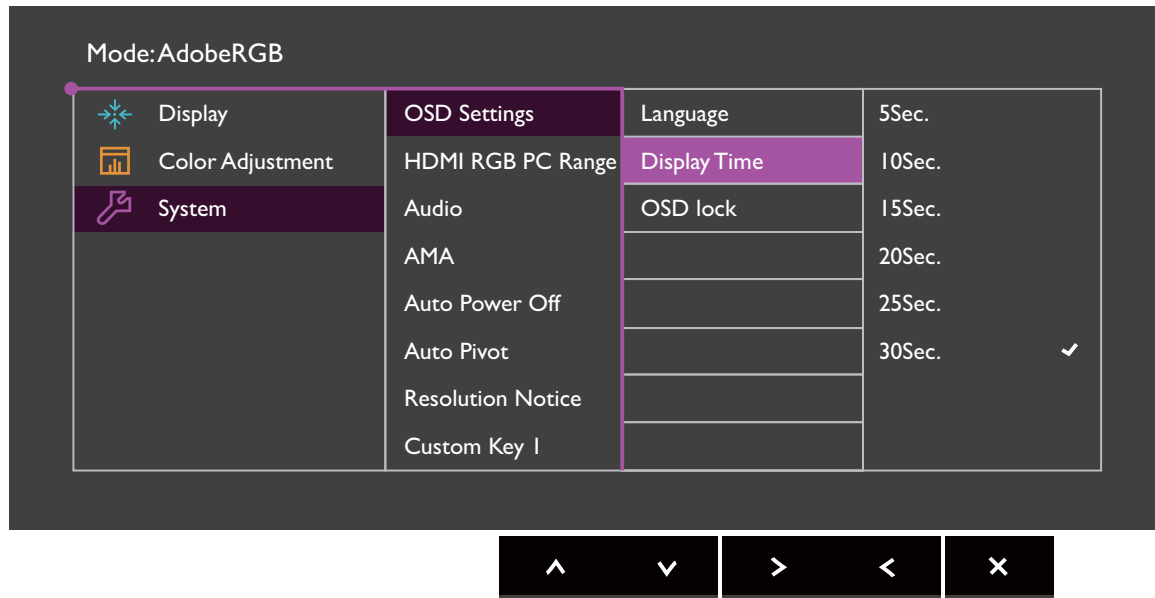 Mode: AdobeRGB
Display
Color Adjustment
System
OSD Settings
HDMI RGB PC Range
Audio
AMA
Auto Power Off
Auto Pivot
Resolution Notice
Custom Key 1
Language
Display Time
OSD lock
5Sec.
10Sec.
15Sec.
20Sec.
25Sec.
30Sec.